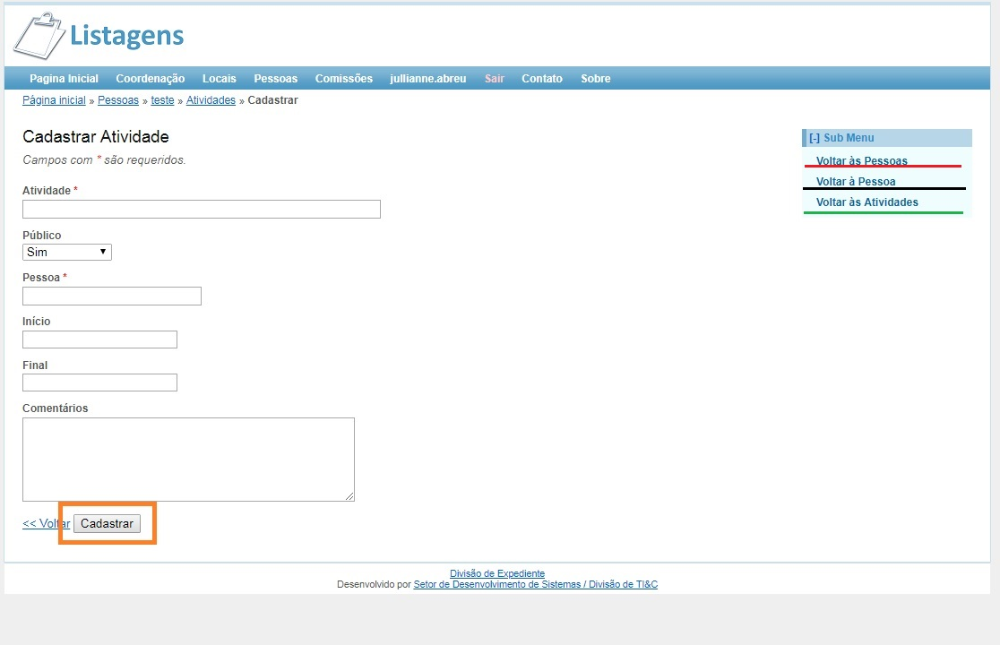 Listagens
Pagina Inicial Coordenação Locais Pessoas Comissões jullianne.abreu Sair Contato Sobre
Página inicial » Pessoas » teste » Atividades » Cadastrar
Cadastrar Atividade
Campos com * são requeridos.
Atividade *
Público
Sim
Pessoa *
Início
Final
Comentários
<< Voltar Cadastrar
[-] Sub Menu
Voltar às Pessoas
Voltar à Pessoa
Voltar às Atividades
Divisão de Expediente
Desenvolvido por Setor de Desenvolvimento de Sistemas / Divisão de TI&C